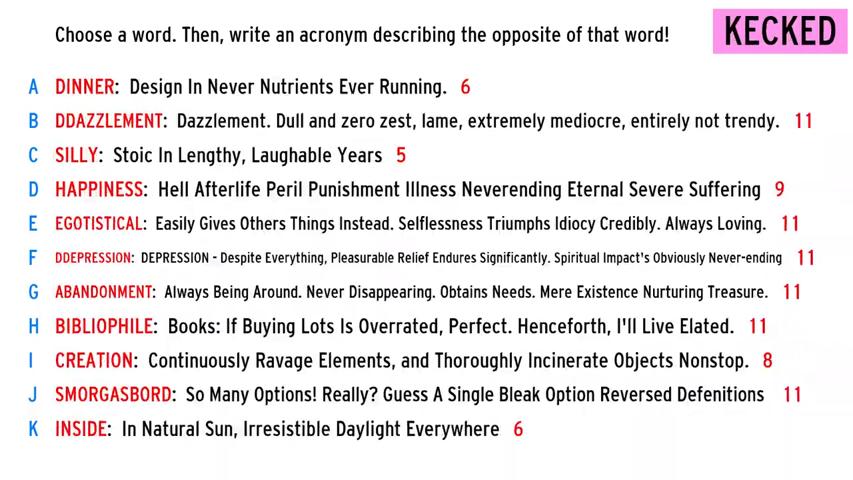 Choose a word. Then, write an acronym describing the opposite of that word!
KECKED
A DINNER: Design In Never Nutrients Ever Running. 6
B DDAZZLEMENT: Dazzlement. Dull and zero zest, lame, extremely mediocre, entirely not trendy. 11
C SILLY: Stoic In Lengthy, Laughable Years 5
D HAPPINESS: Hell Afterlife Peril Punishment Illness Neverending Eternal Severe Suffering 9
E EGOTISTICAL: Easily Gives Others Things Instead. Selflessness Triumphs Idiocy Credibly. Always Loving. 11
F DDEPRESSION: DEPRESSION - Despite Everything, Pleasurable Relief Endures Significantly. Spiritual Impact's Obviously Never-ending 11
G ABANDONMENT: Always Being Around. Never Disappearing. Obtains Needs. Mere Existence Nurturing Treasure. 11
H BIBLIOPHILE: Books: If Buying Lots Is Overrated, Perfect. Henceforth, I'll Live Elated. 11
I CREATION: Continuously Ravage Elements, and Thoroughly Incinerate Objects Nonstop. 8
J SMORGASBORD: So Many Options! Really? Guess A Single Bleak Option Reversed Defenitions 11
K INSIDE: In Natural Sun, Irresistible Daylight Everywhere 6